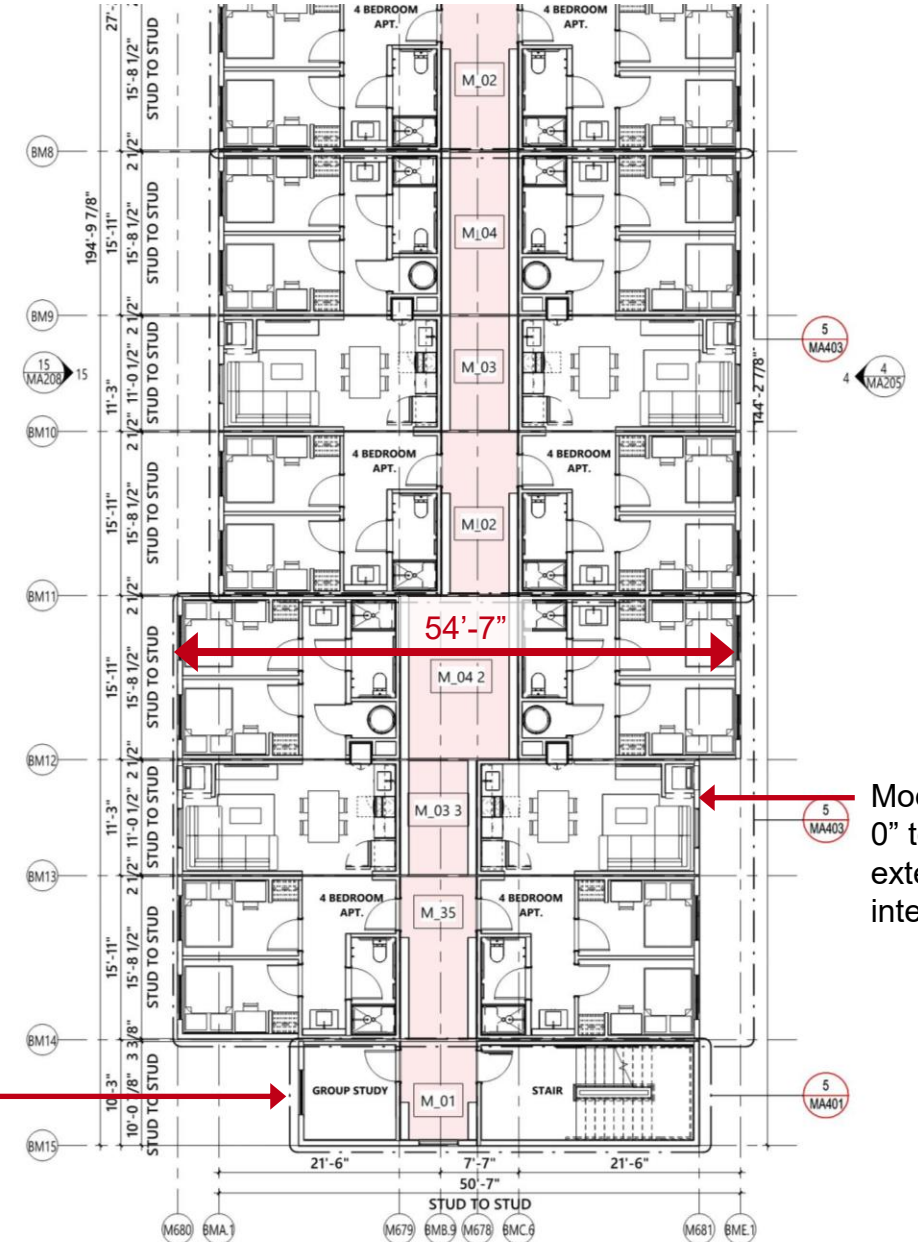 4 BEDROOM
APT.
4 BEDROOM
APT.
27'-
15'-8 1/2"
STUD TO STUD
M_02
BM8
2 1/2"
194'-9 7/8"
15'-11"
15'-8 1/2"
STUD TO STUD
M_04
BM9
2 1/2"
5
MA403
15
MA208
15
11'-3"
11'-0 1/2"
STUD TO STUD
M_03
144'-2 7/8"
4
4
MA205
BM10
2 1/2"
4 BEDROOM
APT.
4 BEDROOM
APT.
15'-11"
15'-8 1/2"
STUD TO STUD
M_02
BM11
2 1/2"
54'-7”
15'-11"
15'-8 1/2"
STUD TO STUD
M_04 2
BM12
2 1/2"
11'-3"
11'-0 1/2"
STUD TO STUD
M_03 3
5
MA403
0” t
exte
inte
BM13
2 1/2"
4 BEDROOM
APT.
4 BEDROOM
APT.
M_35
15'-11"
15'-8 1/2"
STUD TO STUD
BM14
3 3/8"
10'-3"
10'-0 7/8"
STUD TO STUD
GROUP STUDY
M_01
STAIR
5
MA401
BM15
21'-6"
7'-7"
21'-6"
50'-7"
STUD TO STUD
M680
BMA.1
M679
BMB.9
M678
BMC.6
M681
BME.1